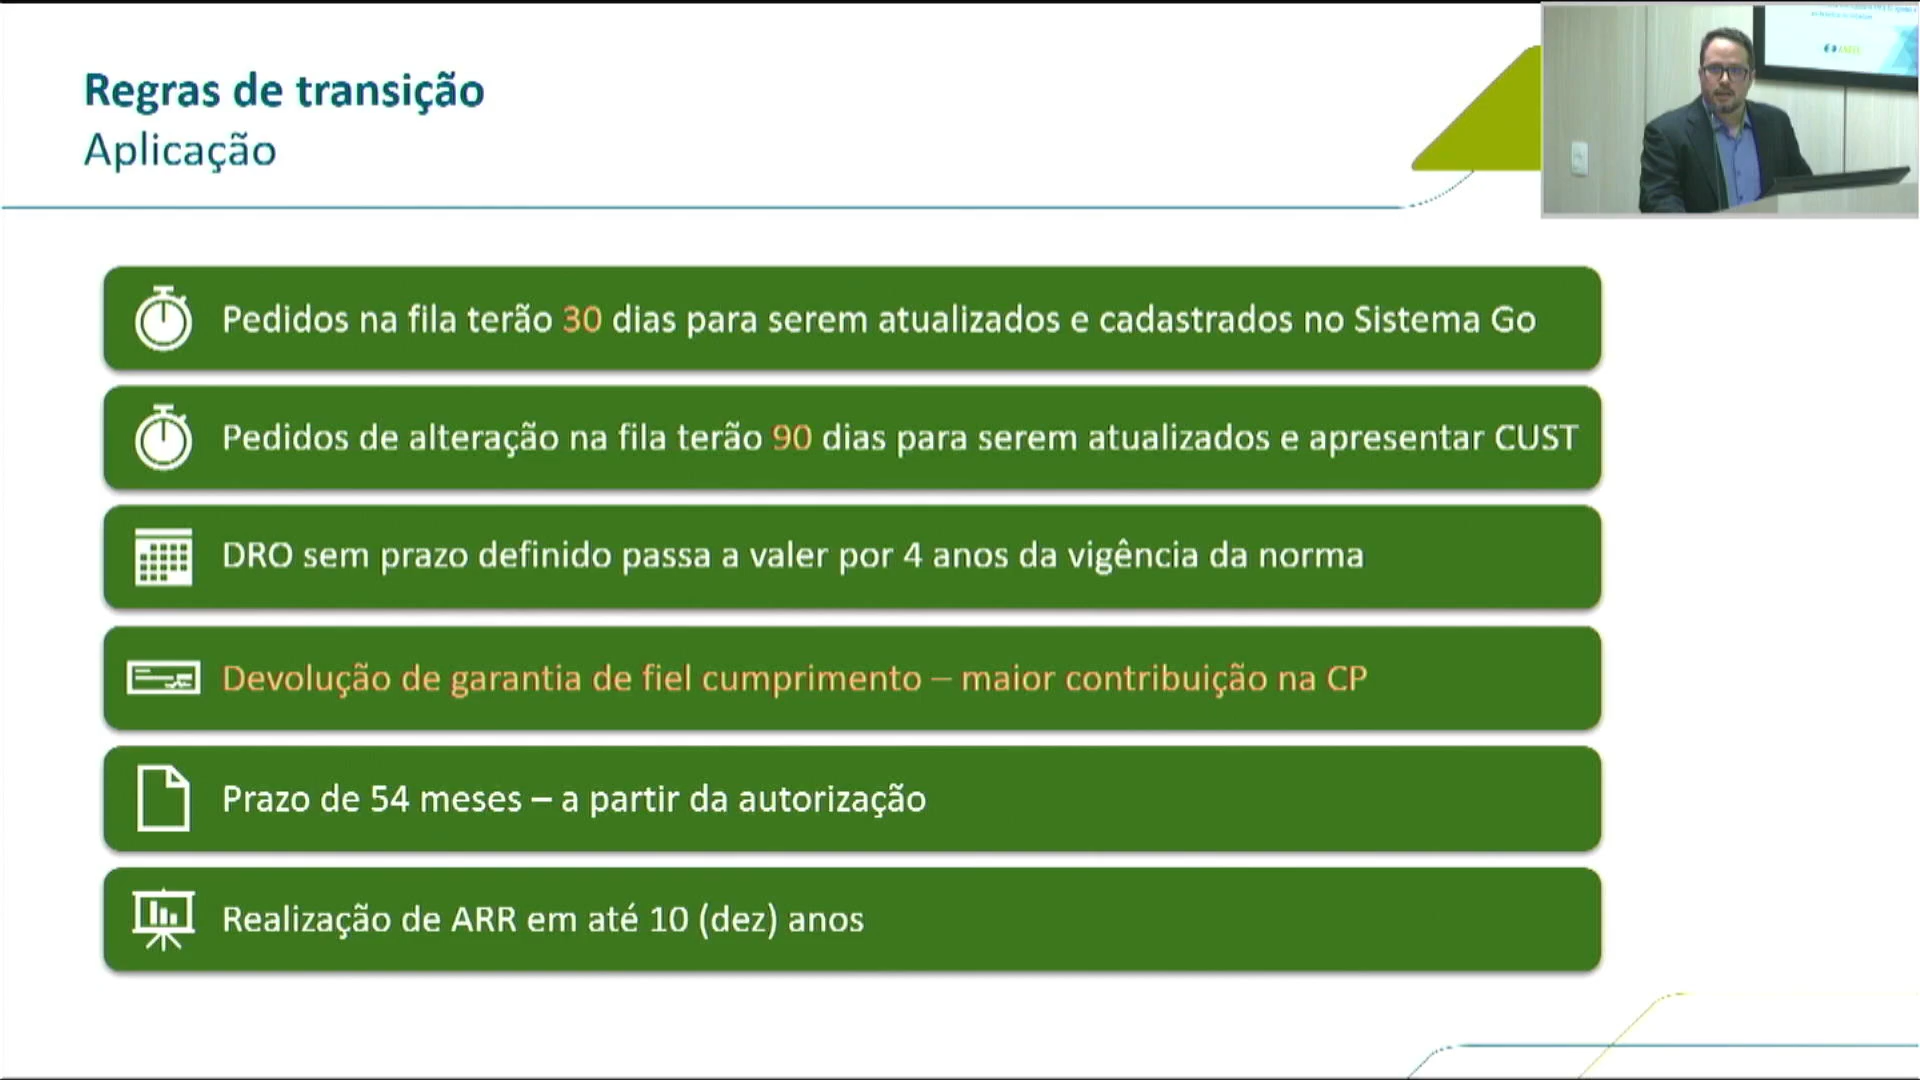 Regras de transição
Aplicação
Pedidos na fila terão 30 dias para serem atualizados e cadastrados no Sistema Go
Pedidos de alteração na fila terão 90 dias para serem atualizados e apresentar CUST
DRO sem prazo definido passa a valer por 4 anos da vigência da norma
Devolução de garantia de fiel cumprimento – maior contribuição na CP
Prazo de 54 meses – a partir da autorização
Realização de ARR em até 10 (dez) anos